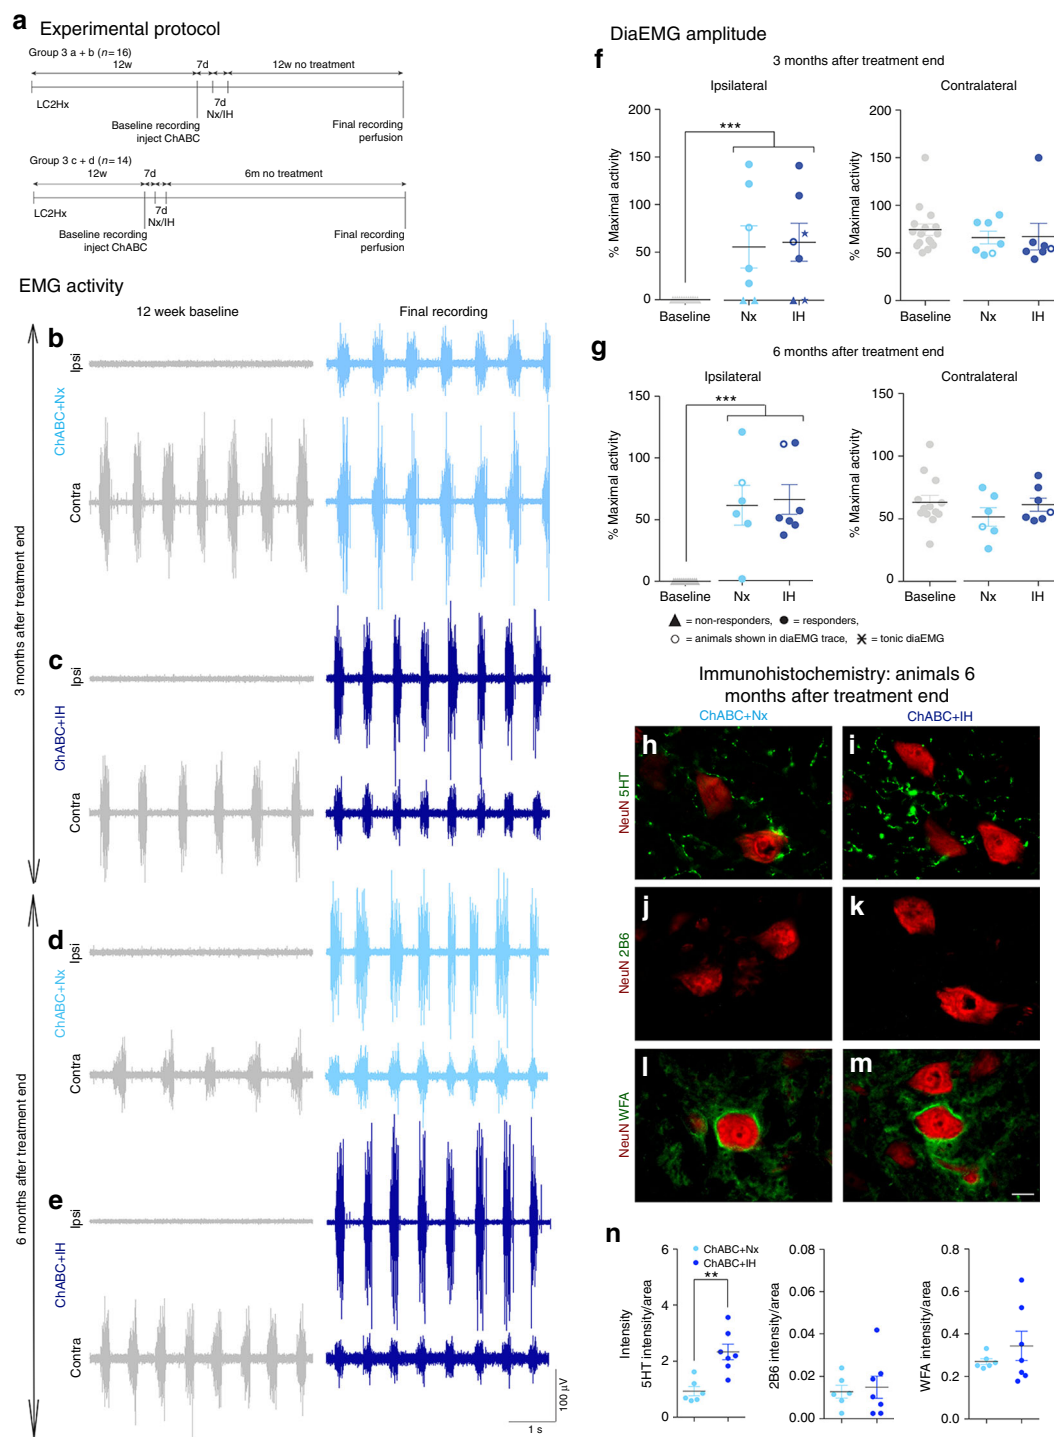 a Experimental protocol
Group 3 a + b (n = 16)
12w 7d 12w no treatment
LC2Hx
7d
Nx/IH
Baseline recording
inject ChABC
Final recording
perfusion
Group 3 c + d (n = 14)
12w 7d 6m no treatment
LC2Hx
7d
Nx/IH
Baseline recording
inject ChABC
Final recording
perfusion
EMG activity
12 week baseline
Final recording
3 months after treatment end
b
ChABC+Nx
Ipsi
Contra
c
ChABC+IH
Ipsi
Contra
6 months after treatment end
d
ChABC+Nx
Ipsi
Contra
e
ChABC+IH
Ipsi
Contra
100 μV
1 s
DiaEMG amplitude
f
3 months after treatment end
Ipsilateral
% Maximal activity
200
150
100
50
0
***
Baseline Nx IH
Contralateral
% Maximal activity
200
150
100
50
0
Baseline Nx IH
g
6 months after treatment end
Ipsilateral
% Maximal activity
150
100
50
0
***
Baseline Nx IH
Contralateral
% Maximal activity
150
100
50
0
Baseline Nx IH
▲ = non-responders, ● = responders,
○ = animals shown in diaEMG trace, ✶ = tonic diaEMG
Immunohistochemistry: animals 6
months after treatment end
ChABC+Nx
ChABC+IH
NeuN 5HT
h
i
NeuN 2B6
j
k
NeuN WFA
l
m
n
Intensity
5HT intensity/area
6
4
2
0
ChABC+Nx
ChABC+IH
**
2B6 intensity/area
0.08
0.06
0.04
0.02
0.00
WFA intensity/area
0.8
0.6
0.4
0.2
0.0